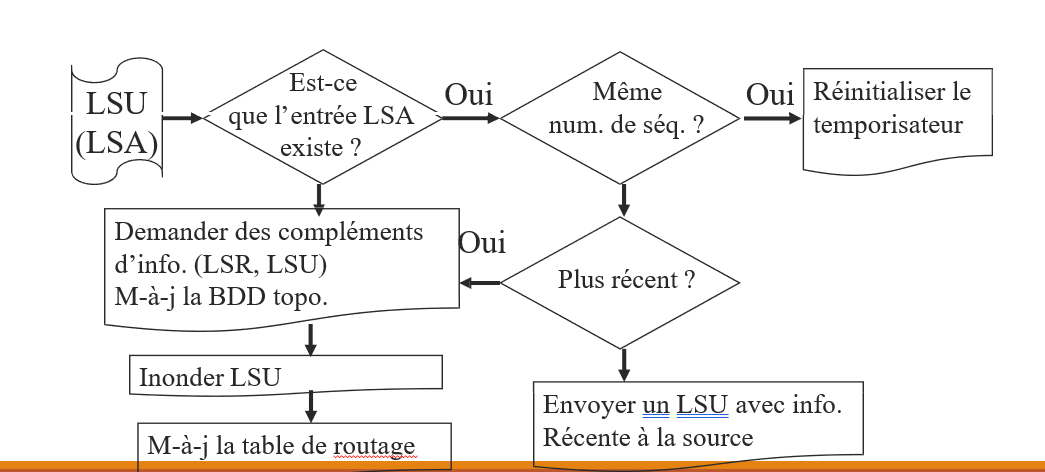 LSU
(LSA)
Est-ce
que l'entrée LSA
existe ?
Oui
Même
num. de séq. ?
Oui
Réinitialiser le
temporisateur
Demander des compléments
d'info. (LSR, LSU)
M-à-j la BDD topo.
Oui
Plus récent ?
Inonder LSU
Envoyer un LSU avec info.
Récente à la source
M-à-j la table de routage